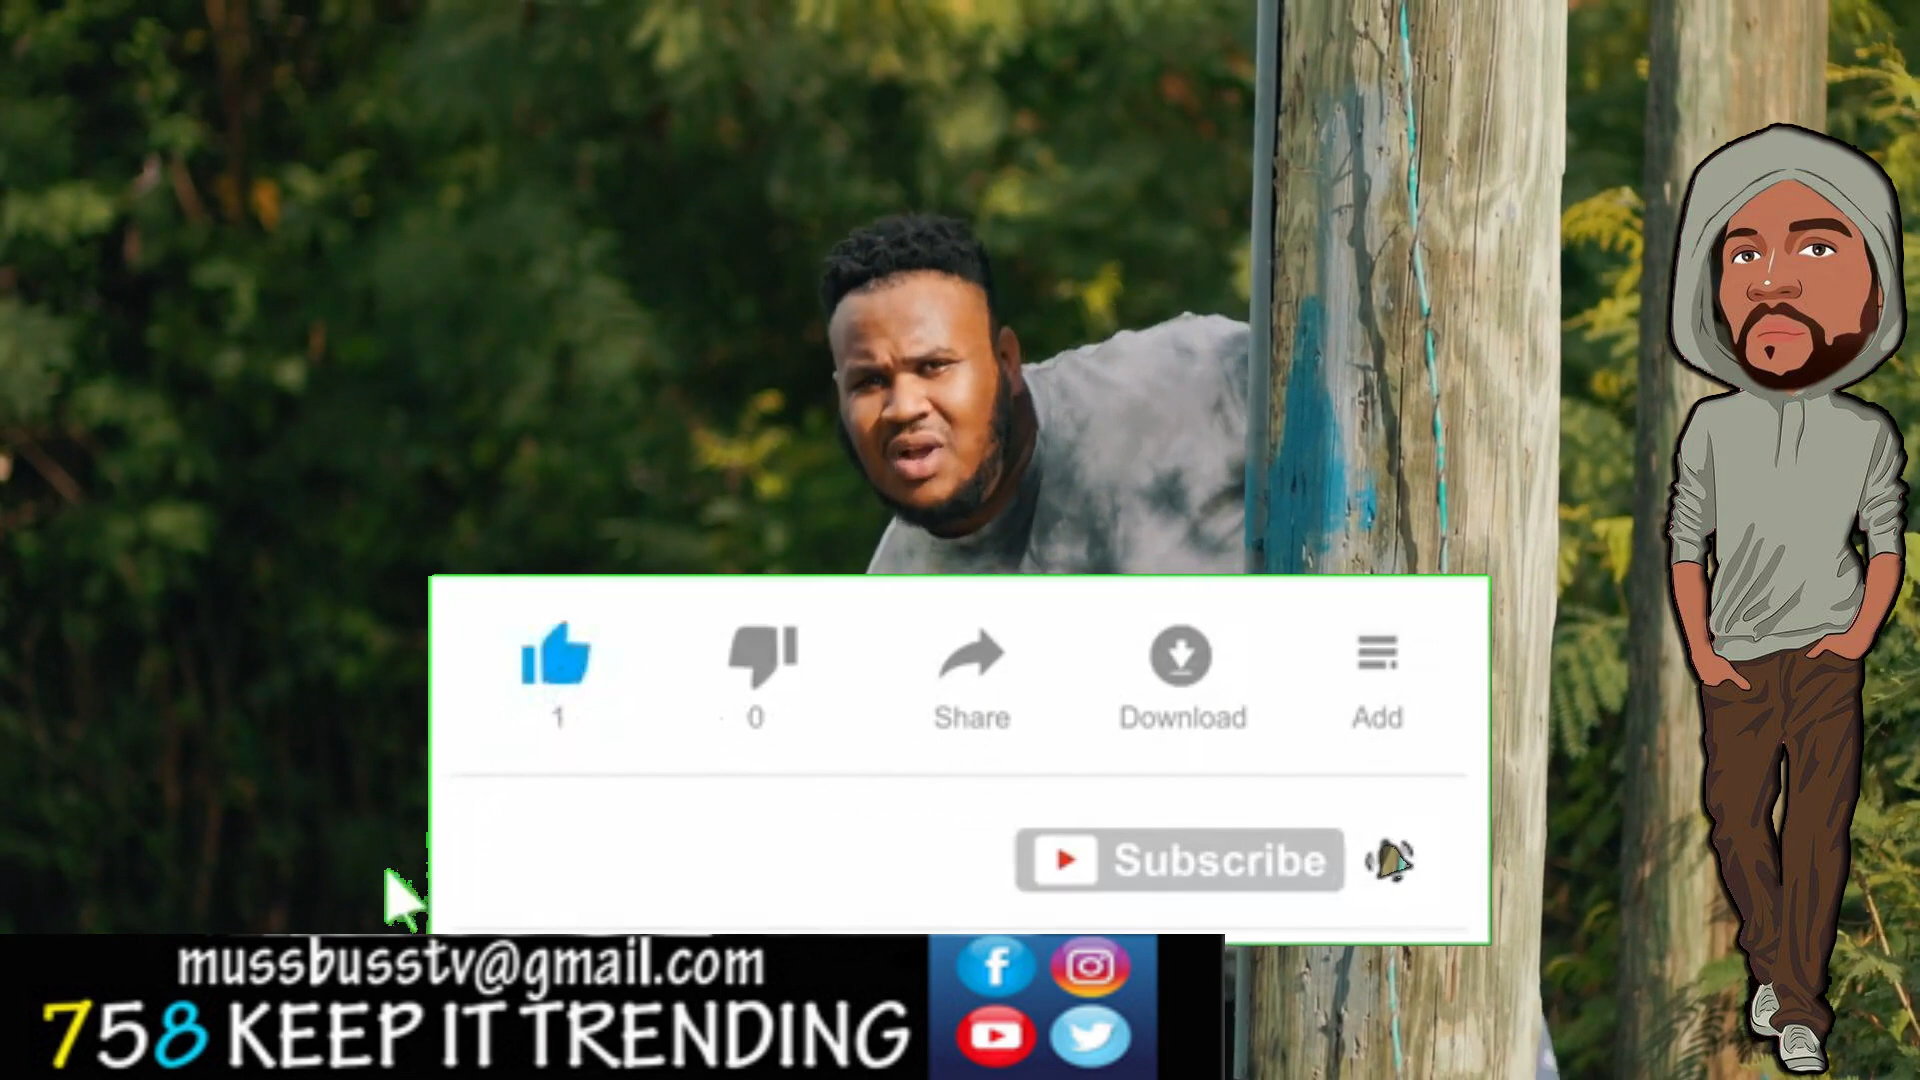 1
0
Share
Download
Add
Subscribe
mussbusstv@gmail.com
758 KEEP IT TRENDING